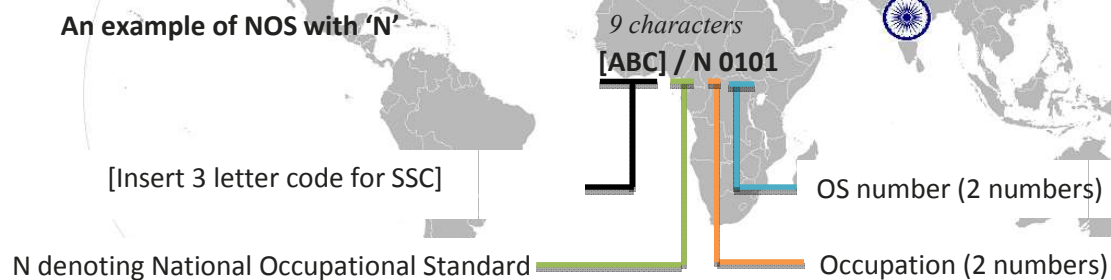 An example of NOS with ‘N’
9 characters
[ABC] / N 0101
[Insert 3 letter code for SSC]
OS number (2 numbers)
N denoting National Occupational Standard
Occupation (2 numbers)